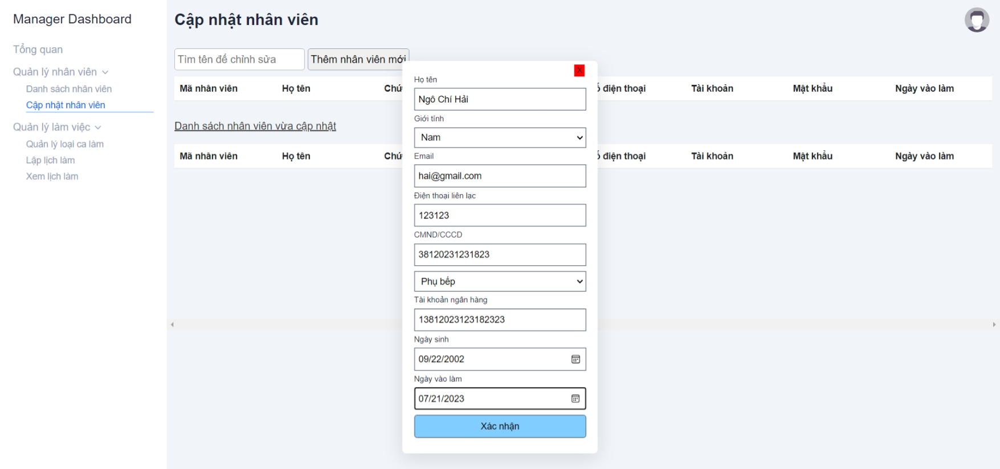 Manager Dashboard
Tổng quan
Quản lý nhân viên
Danh sách nhân viên
Cập nhật nhân viên
Quản lý làm việc
Quản lý loại ca làm
Lập lịch làm
Xem lịch làm
Cập nhật nhân viên
Tìm tên để chỉnh sửa Thêm nhân viên mới
Mã nhân viên Họ tên Chứ điện thoại Tài khoản Mật khẩu Ngày vào làm
Danh sách nhân viên vừa cập nhật
Mã nhân viên Họ tên Chứ điện thoại Tài khoản Mật khẩu Ngày vào làm
X
Họ tên
Ngô Chí Hải
Giới tính
Nam
Email
hai@gmail.com
Điện thoại liên lạc
123123
CMND/CCCD
38120231231823
Phụ bếp
Tài khoản ngân hàng
13812023123182323
Ngày sinh
09/22/2002
Ngày vào làm
07/21/2023
Xác nhận